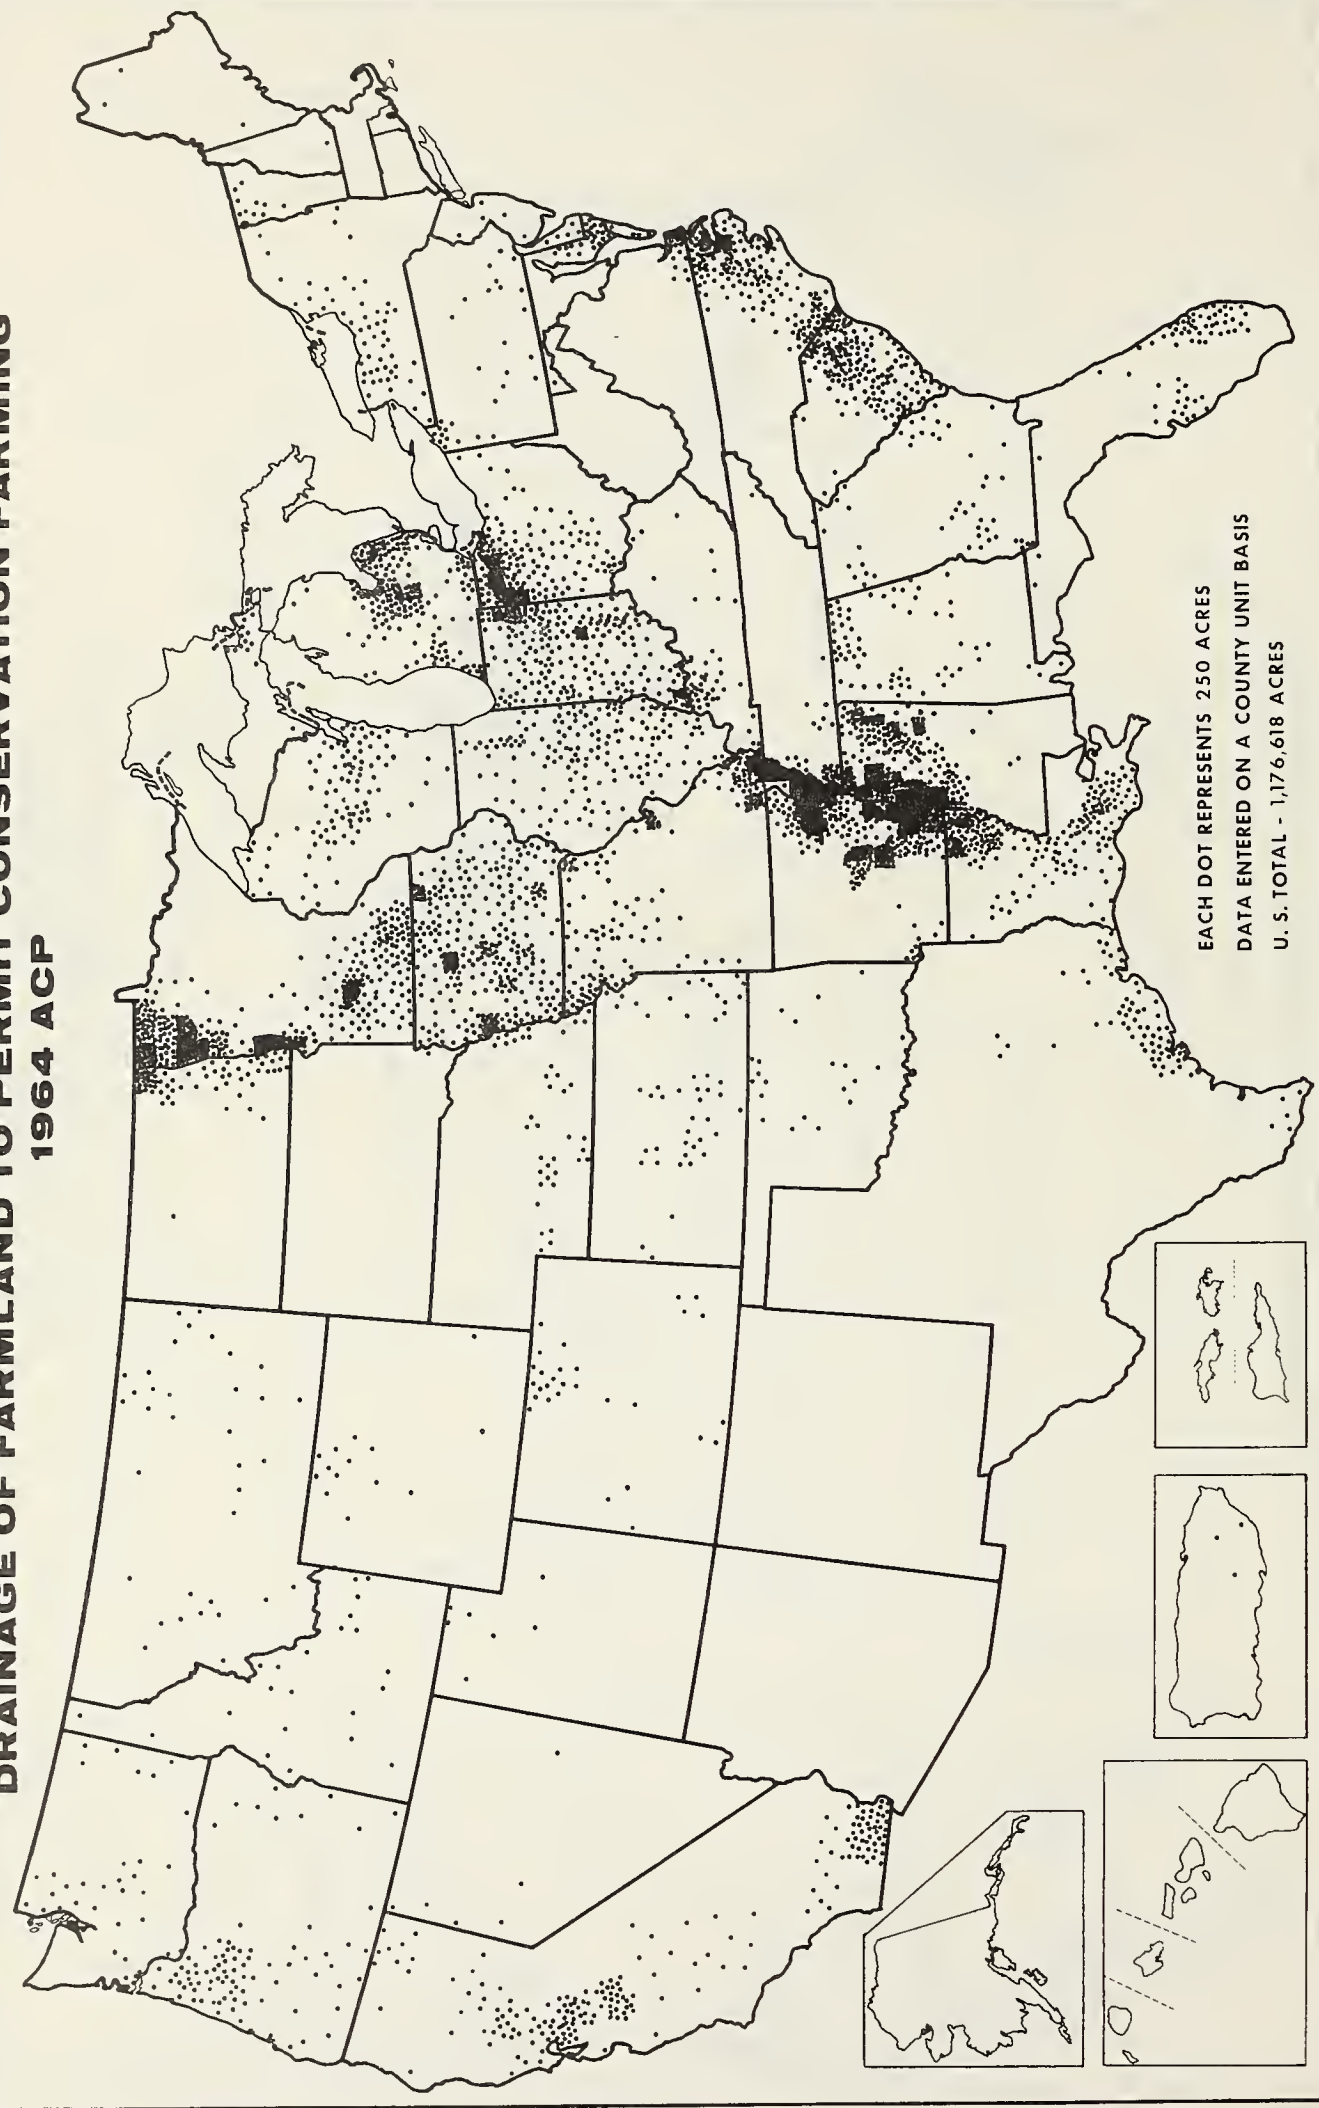 DRAINAGE OF FARMLAND TO PERMIT CONSERVATION FARMING
1964 ACP
EACH DOT REPRESENTS 250 ACRES
DATA ENTERED ON A COUNTY UNIT BASIS
U. S. TOTAL - 1,176,618 ACRES